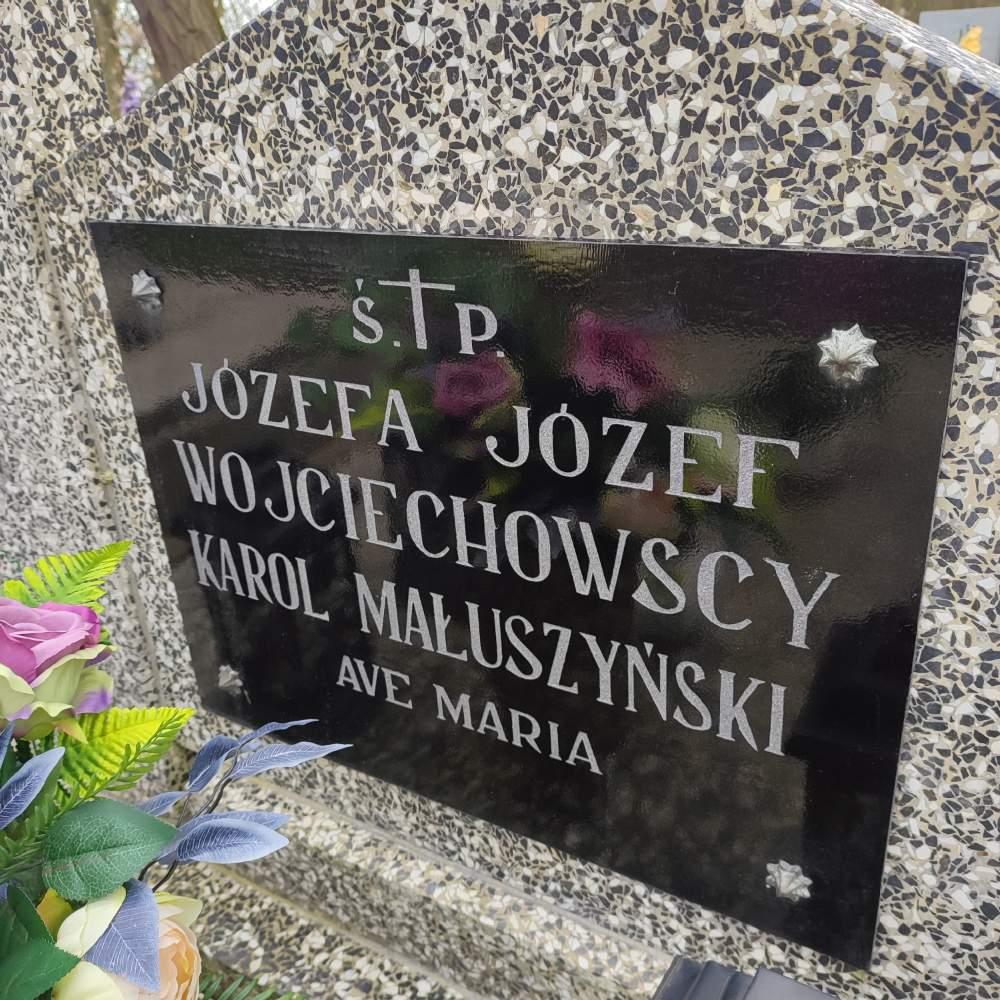 Ś.†P.
JÓZEFA JÓZEF
WOJCIECHOWSCY
KAROL MAŁUSZYŃSKI
AVE MARIA